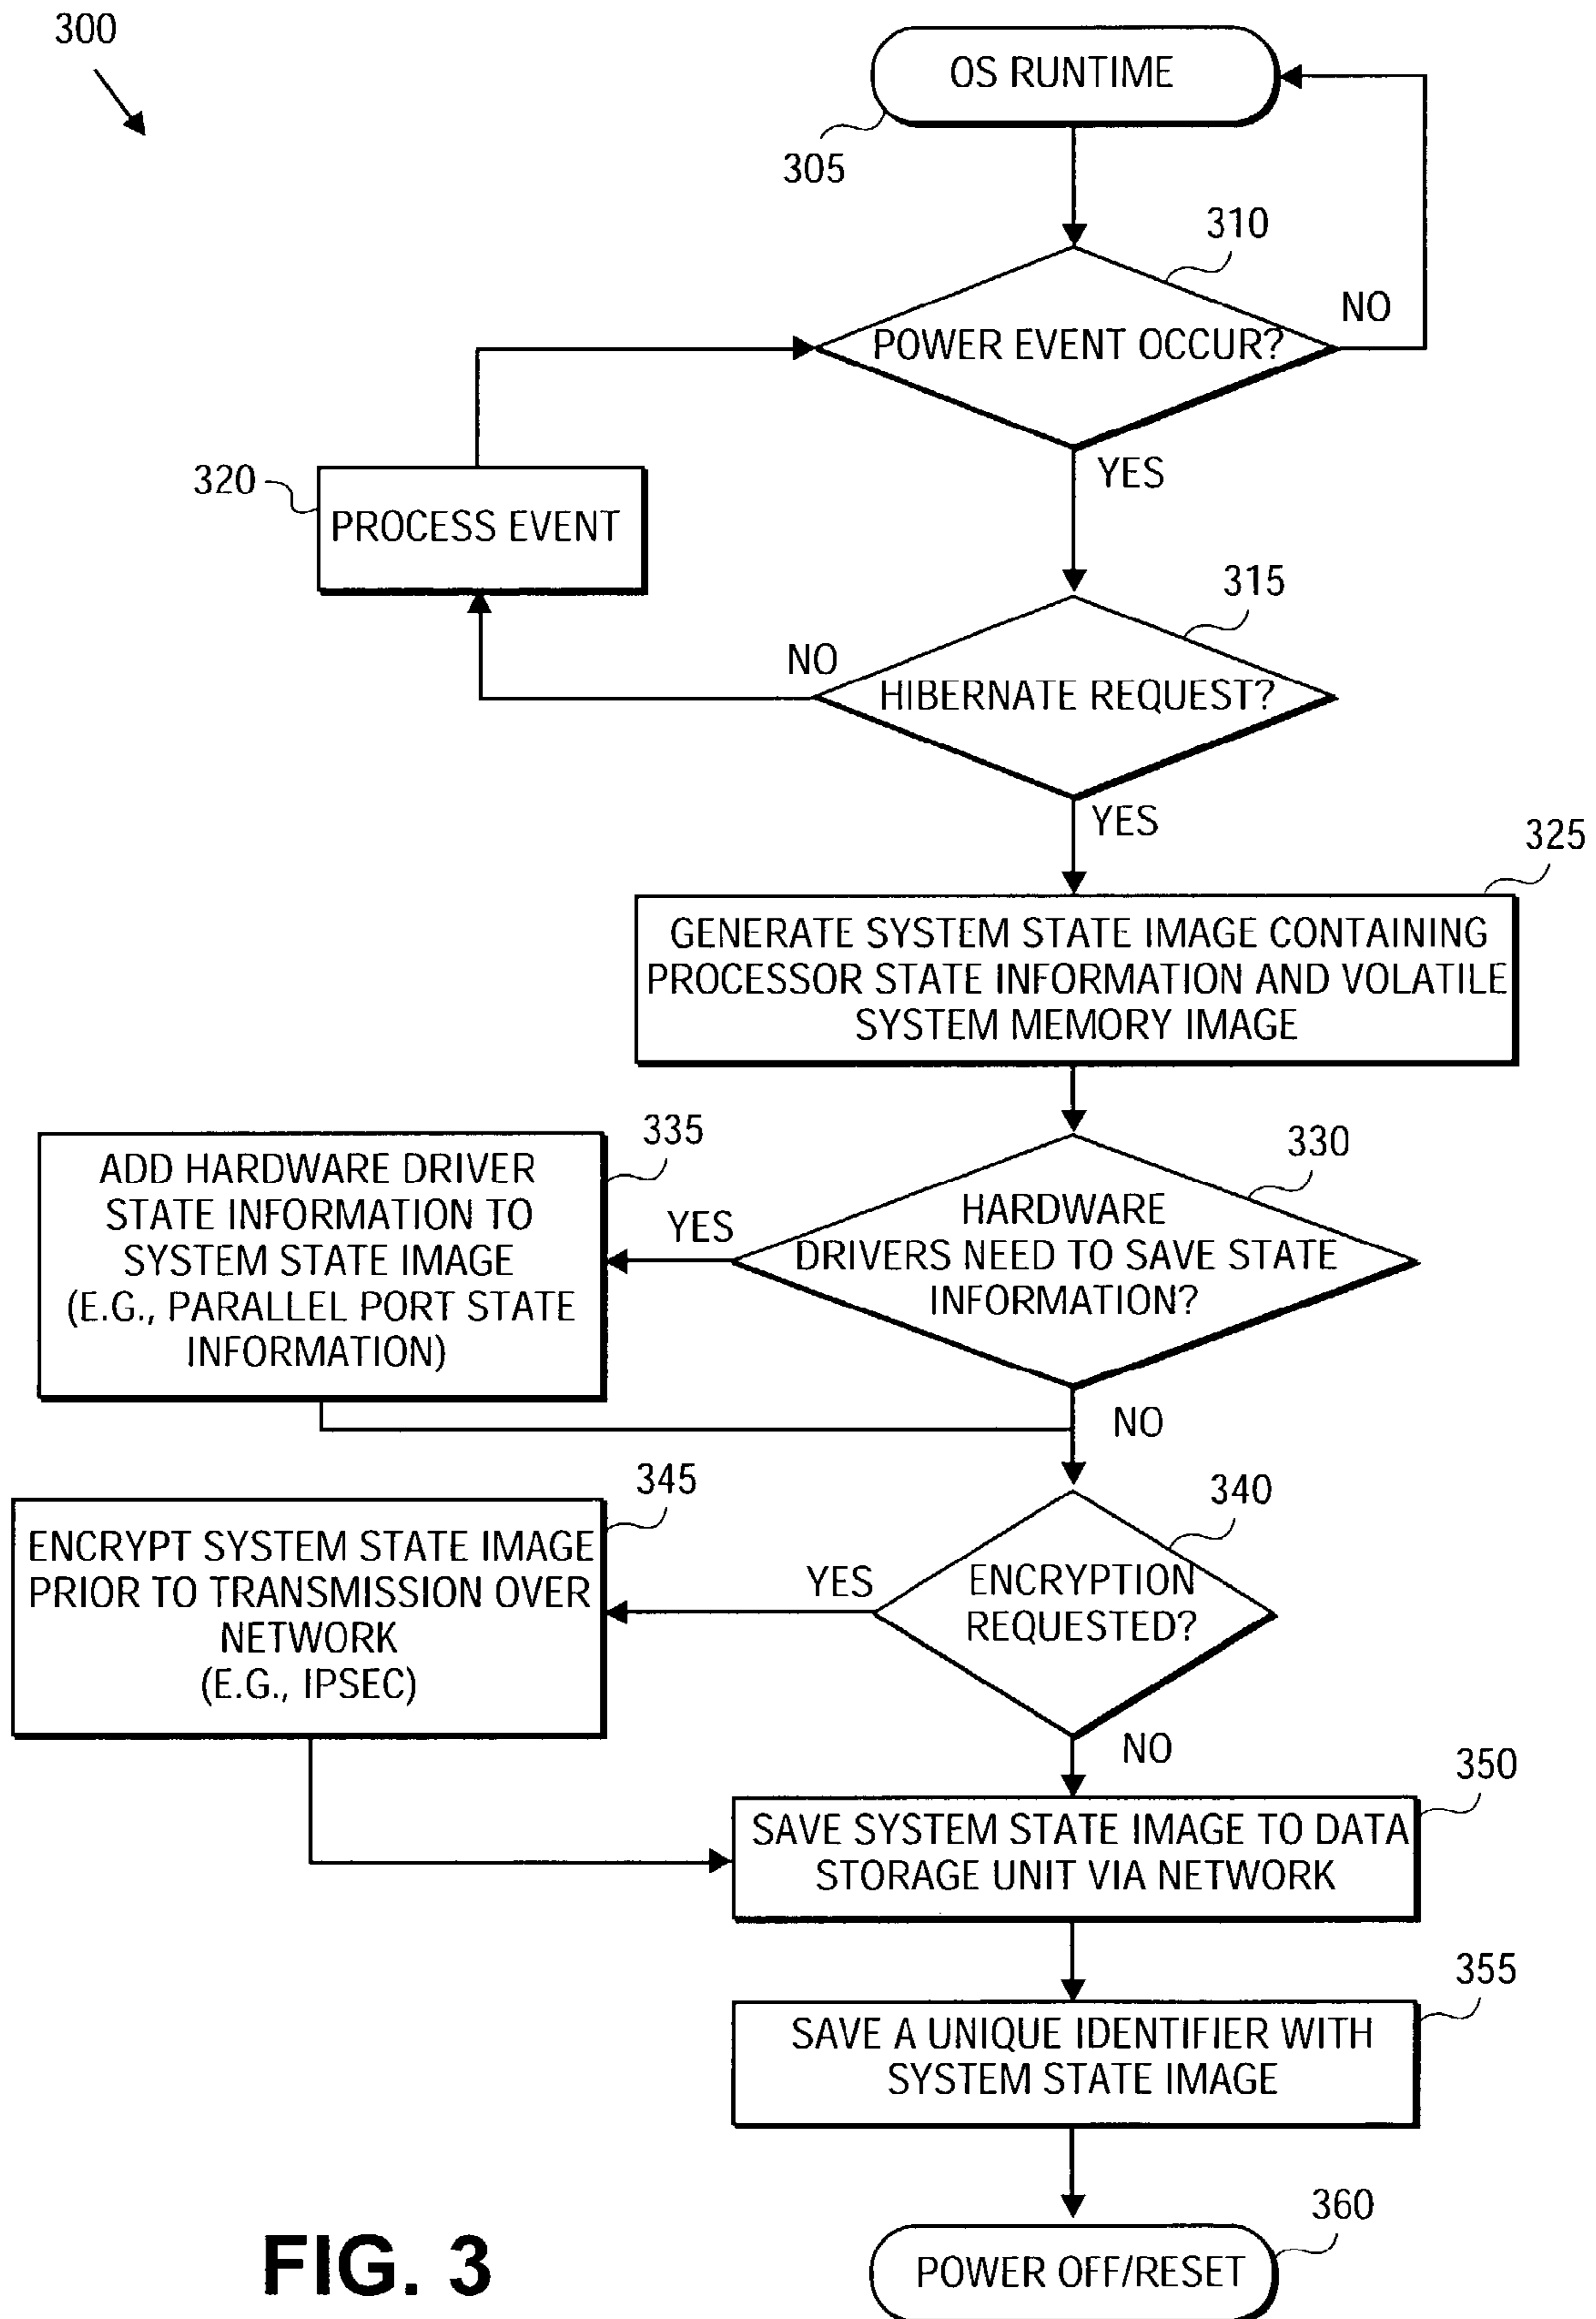 300
OS RUNTIME
305
310
POWER EVENT OCCUR?
NO
YES
320
PROCESS EVENT
315
NO
HIBERNATE REQUEST?
YES
325
GENERATE SYSTEM STATE IMAGE CONTAINING
PROCESSOR STATE INFORMATION AND VOLATILE
SYSTEM MEMORY IMAGE
330
HARDWARE
DRIVERS NEED TO SAVE STATE
INFORMATION?
YES
335
ADD HARDWARE DRIVER
STATE INFORMATION TO
SYSTEM STATE IMAGE
(E.G., PARALLEL PORT STATE
INFORMATION)
NO
340
ENCRYPTION
REQUESTED?
YES
345
ENCRYPT SYSTEM STATE IMAGE
PRIOR TO TRANSMISSION OVER
NETWORK
(E.G., IPSEC)
NO
350
SAVE SYSTEM STATE IMAGE TO DATA
STORAGE UNIT VIA NETWORK
355
SAVE A UNIQUE IDENTIFIER WITH
SYSTEM STATE IMAGE
360
POWER OFF/RESET
FIG. 3